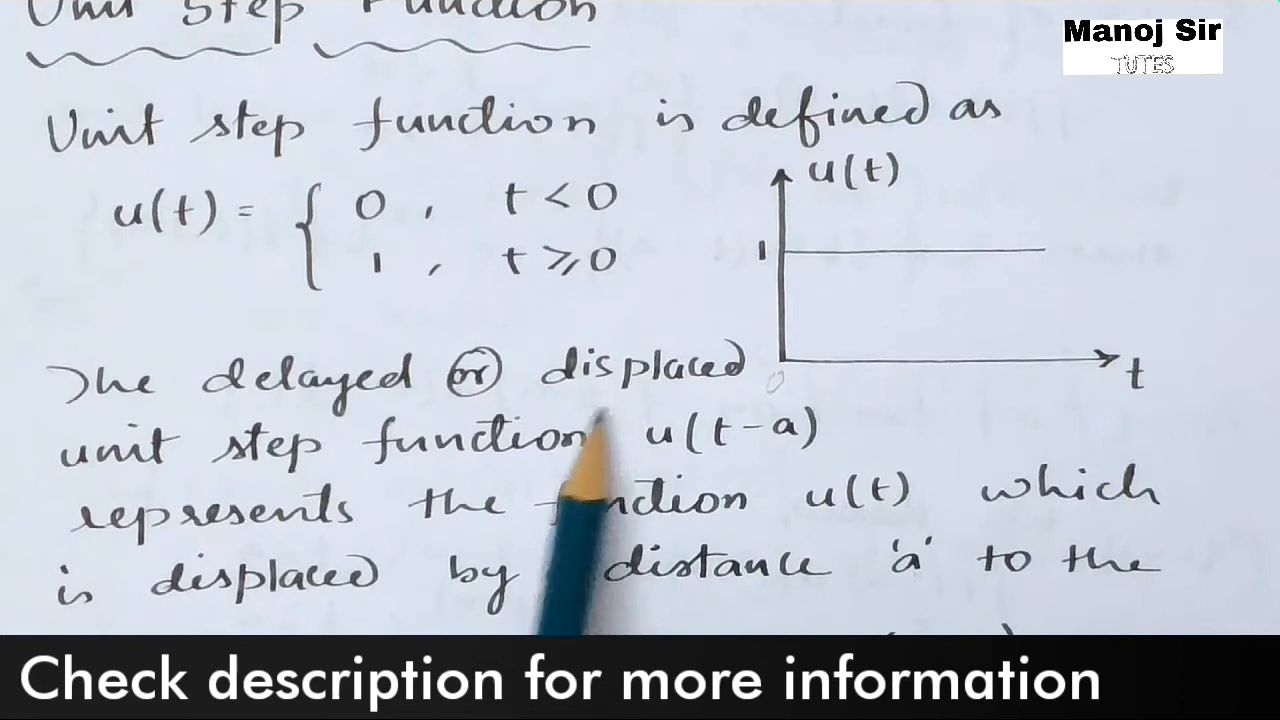 Unit Step Function
Manoj Sir
TUTES
Unit step function is defined as
u(t) = { 0 , t < 0
1 , t ⩾ 0
u(t)
1
0
t
The delayed or displaced
unit step function u(t-a)
represents the function u(t) which
is displaced by distance 'a' to the
Check description for more information